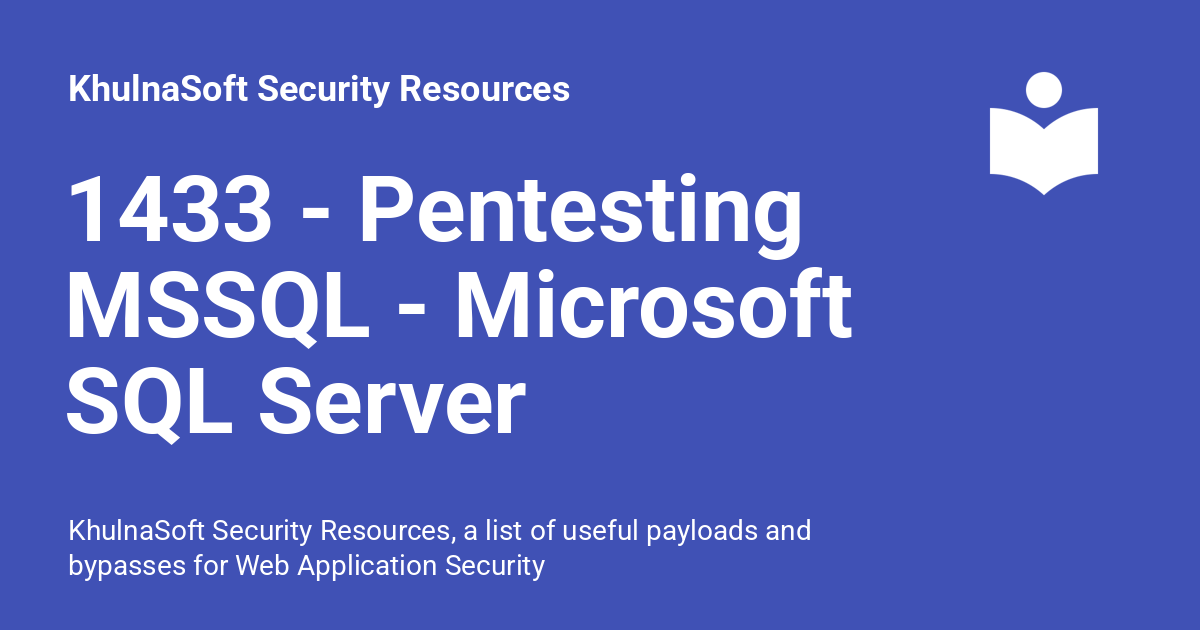 KhulnaSoft Security Resources
1433 - Pentesting
MSSQL - Microsoft
SQL Server
KhulnaSoft Security Resources, a list of useful payloads and
bypasses for Web Application Security